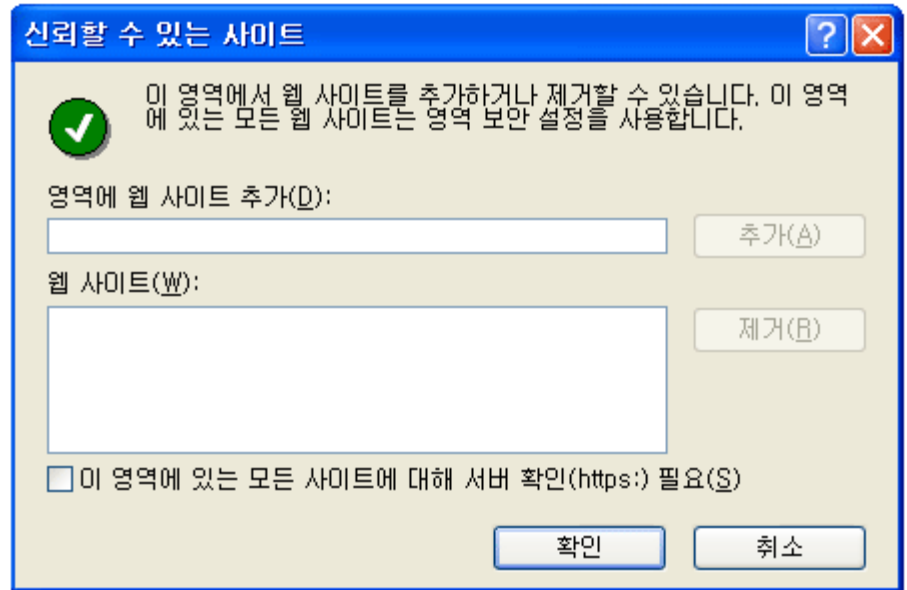 신뢰할 수 있는 사이트
이 영역에서 웹 사이트를 추가하거나 제거할 수 있습니다. 이 영역
에 있는 모든 웹 사이트는 영역 보안 설정을 사용합니다.
영역에 웹 사이트 추가(D):
추가(A)
웹 사이트(W):
제거(R)
이 영역에 있는 모든 사이트에 대해 서버 확인(https:) 필요(S)
확인 취소